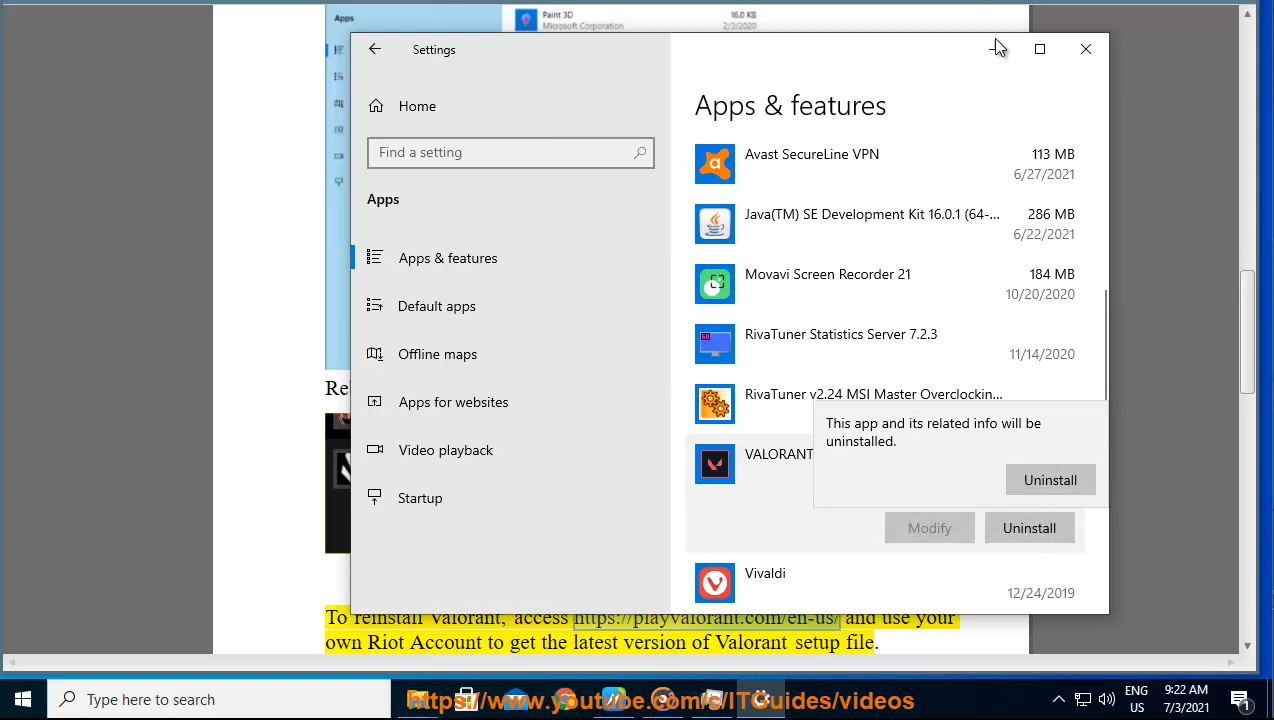 Apps
Paint 3D
Microsoft Corporation
16.0 KB
2/3/2020
Settings
Home
Find a setting
Apps
Apps & features
Default apps
Offline maps
Apps for websites
Video playback
Startup
Apps & features
Avast SecureLine VPN
113 MB
6/27/2021
Java(TM) SE Development Kit 16.0.1 (64-...
286 MB
6/22/2021
Movavi Screen Recorder 21
184 MB
10/20/2020
RivaTuner Statistics Server 7.2.3
11/14/2020
RivaTuner v2.24 MSI Master Overclockin...
This app and its related info will be
uninstalled.
Uninstall
VALORANT
Modify
Uninstall
Vivaldi
12/24/2019
Re
To reinstall Valorant, access https://playvalorant.com/en-us/ and use your
own Riot Account to get the latest version of Valorant setup file.
Type here to search
https://www.youtube.com/c/ITGuides/videos
ENG
US
9:22 AM
7/3/2021
1